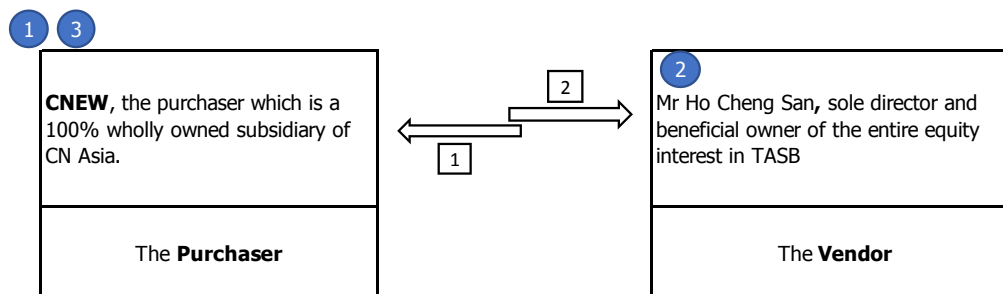 1 3
CNEW, the purchaser which is a
100% wholly owned subsidiary of
CN Asia.
The Purchaser
2
1
2
Mr Ho Cheng San, sole director and
beneficial owner of the entire equity
interest in TASB
The Vendor